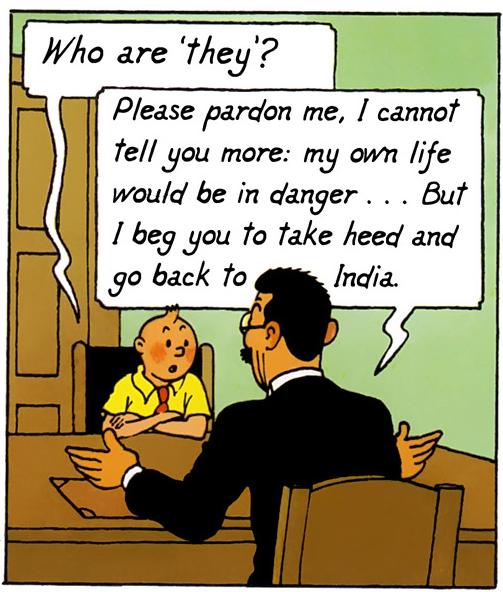 Who are 'they'?
Please pardon me, I cannot
tell you more: my own life
would be in danger . . . But
I beg you to take heed and
go back to India.